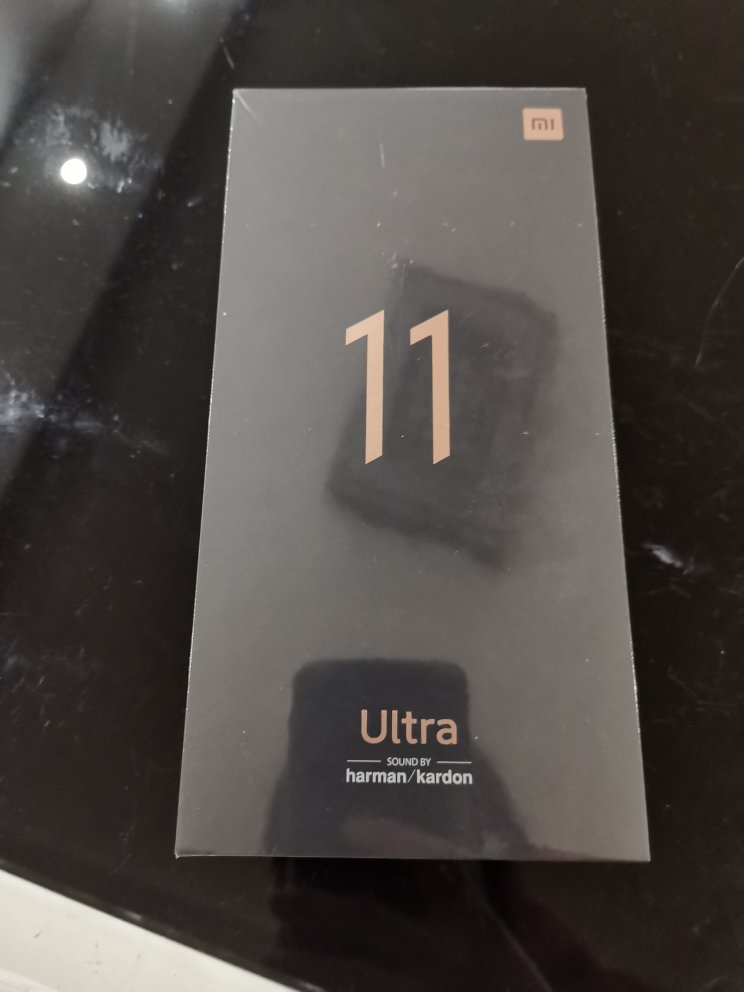 mi
11
Ultra
SOUND BY
harman/kardon